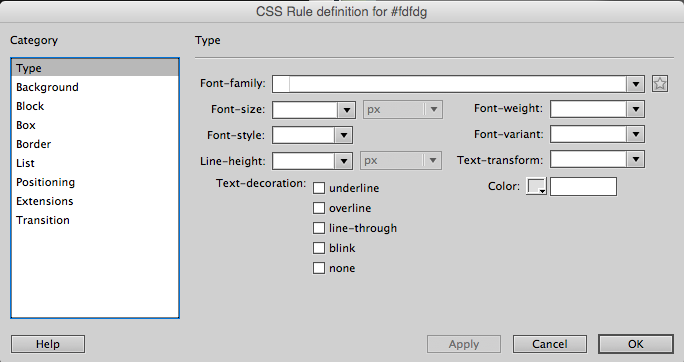 CSS Rule definition for #fdfdg
Category
Type
Background
Block
Box
Border
List
Positioning
Extensions
Transition
Type
Font-family:
Font-size: px Font-weight:
Font-style: Font-variant:
Line-height: px Text-transform:
Text-decoration: underline Color:
overline
line-through
blink
none
Help Apply Cancel OK